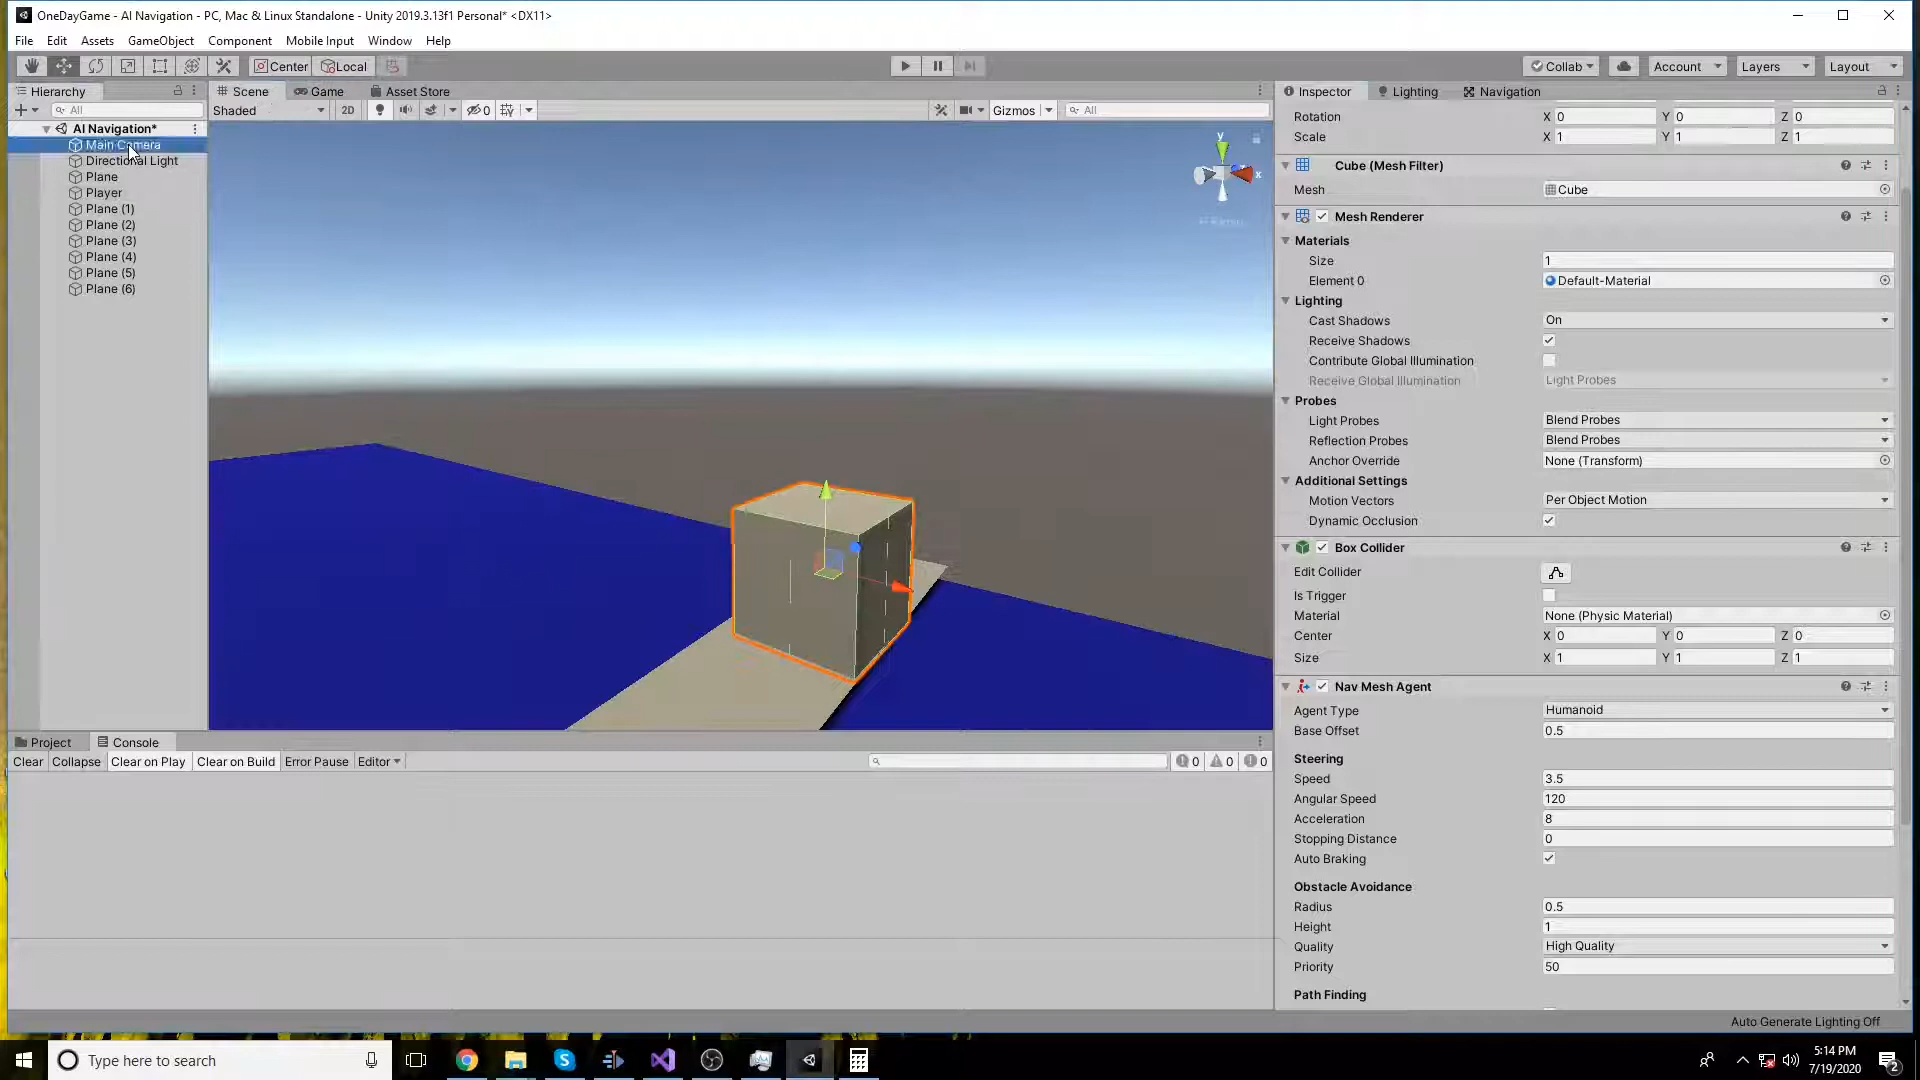 OneDayGame - AI Navigation - PC, Mac & Linux Standalone - Unity 2019.3.13f1 Personal* <DX11>
File Edit Assets GameObject Component Mobile Input Window Help
Center Local Collab Account Layers Layout
Hierarchy
All
AI Navigation*
Main Camera
Directional Light
Plane
Player
Plane (1)
Plane (2)
Plane (3)
Plane (4)
Plane (5)
Plane (6)
Scene Game Asset Store
Shaded 2D 0 Gizmos All
y
x
Inspector Lighting Navigation
Rotation X 0 Y 0 Z 0
Scale X 1 Y 1 Z 1
Cube (Mesh Filter)
Mesh Cube
Mesh Renderer
Materials
Size 1
Element 0 Default-Material
Lighting
Cast Shadows On
Receive Shadows
Contribute Global Illumination
Receive Global Illumination Light Probes
Probes
Light Probes Blend Probes
Reflection Probes Blend Probes
Anchor Override None (Transform)
Additional Settings
Motion Vectors Per Object Motion
Dynamic Occlusion
Box Collider
Edit Collider
Is Trigger
Material None (Physic Material)
Center X 0 Y 0 Z 0
Size X 1 Y 1 Z 1
Nav Mesh Agent
Agent Type Humanoid
Base Offset 0.5
Steering
Speed 3.5
Angular Speed 120
Acceleration 8
Stopping Distance 0
Auto Braking
Obstacle Avoidance
Radius 0.5
Height 1
Quality High Quality
Priority 50
Path Finding
Project Console
Clear Collapse Clear on Play Clear on Build Error Pause Editor 0 0 0
Auto Generate Lighting Off
Type here to search
5:14 PM
7/19/2020
2